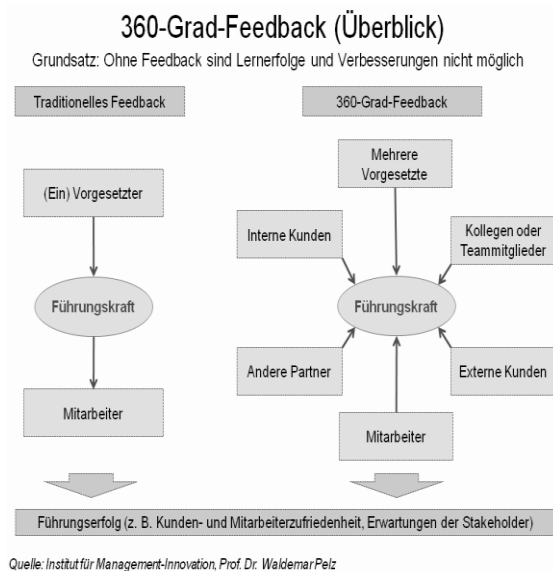 360-Grad-Feedback (Überblick)
Grundsatz: Ohne Feedback sind Lernerfolge und Verbesserungen nicht möglich
Traditionelles Feedback
(Ein) Vorgesetzter
Führungskraft
Mitarbeiter
360-Grad-Feedback
Mehrere
Vorgesetzte
Interne Kunden
Kollegen oder
Teammitglieder
Führungskraft
Andere Partner
Externe Kunden
Mitarbeiter
Führungserfolg (z. B. Kunden- und Mitarbeiterzufriedenheit, Erwartungen der Stakeholder)
Quelle: Institut für Management-Innovation, Prof. Dr. Waldemar Pelz